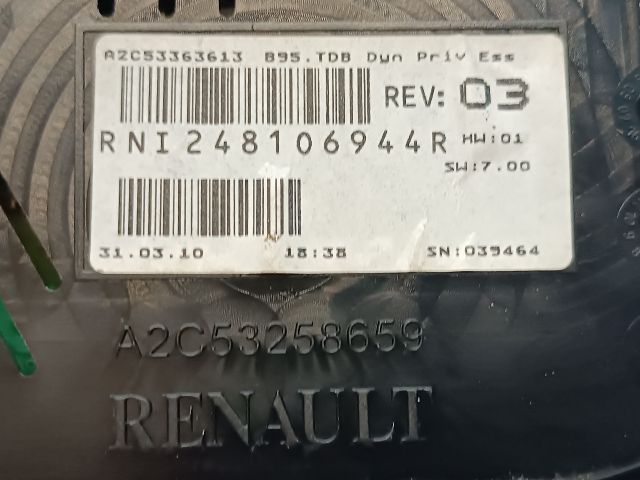 A2C53363613 B95.TDB Dyn Priv Ess
REV: 03
RNI248106944R HW:01
SW:7.00
31.03.10 18:38 SN:039464
A2C53258659
RENAULT